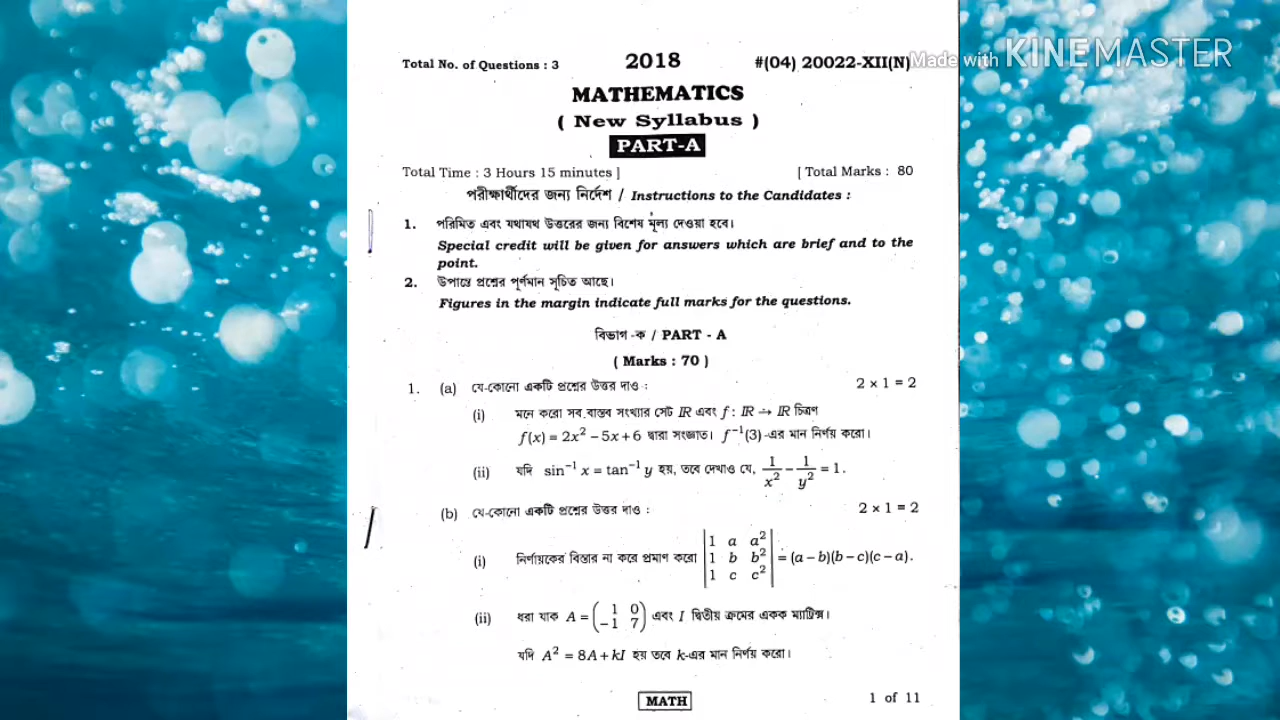 Total No. of Questions : 3 2018 #(04) 20022-XII(N)
Made with KINEMASTER
MATHEMATICS
( New Syllabus )
PART-A
Total Time : 3 Hours 15 minutes ] [ Total Marks : 80
পরীক্ষার্থীদের জন্য নির্দেশ / Instructions to the Candidates :
1. পরিমিত এবং যথাযথ উত্তরের জন্য বিশেষ মূল্য দেওয়া হবে।
Special credit will be given for answers which are brief and to the
point.
2. উপান্তে প্রশ্নের পূর্ণমান সূচিত আছে।
Figures in the margin indicate full marks for the questions.
বিভাগ -ক / PART - A
( Marks : 70 )
1. (a) যে-কোনো একটি প্রশ্নের উত্তর দাও : 2 × 1 = 2
(i) মনে করো সব বাস্তব সংখ্যার সেট IR এবং f : IR → IR চিত্রণ
f(x) = 2x² − 5x + 6 দ্বারা সংজ্ঞাত। f⁻¹(3) -এর মান নির্ণয় করো।
(ii) যদি sin⁻¹ x = tan⁻¹ y হয়, তবে দেখাও যে, 1/x² − 1/y² = 1.
(b) যে-কোনো একটি প্রশ্নের উত্তর দাও : 2 × 1 = 2
(i) নির্ণায়কের বিস্তার না করে প্রমাণ করো |1 a a²
1 b b²
1 c c²| = (a − b)(b − c)(c − a).
(ii) ধরা যাক A = (1 0
−1 7) এবং I দ্বিতীয় ক্রমের একক ম্যাট্রিক্স।
যদি A² = 8A + kI হয় তবে k-এর মান নির্ণয় করো।
MATH 1 of 11